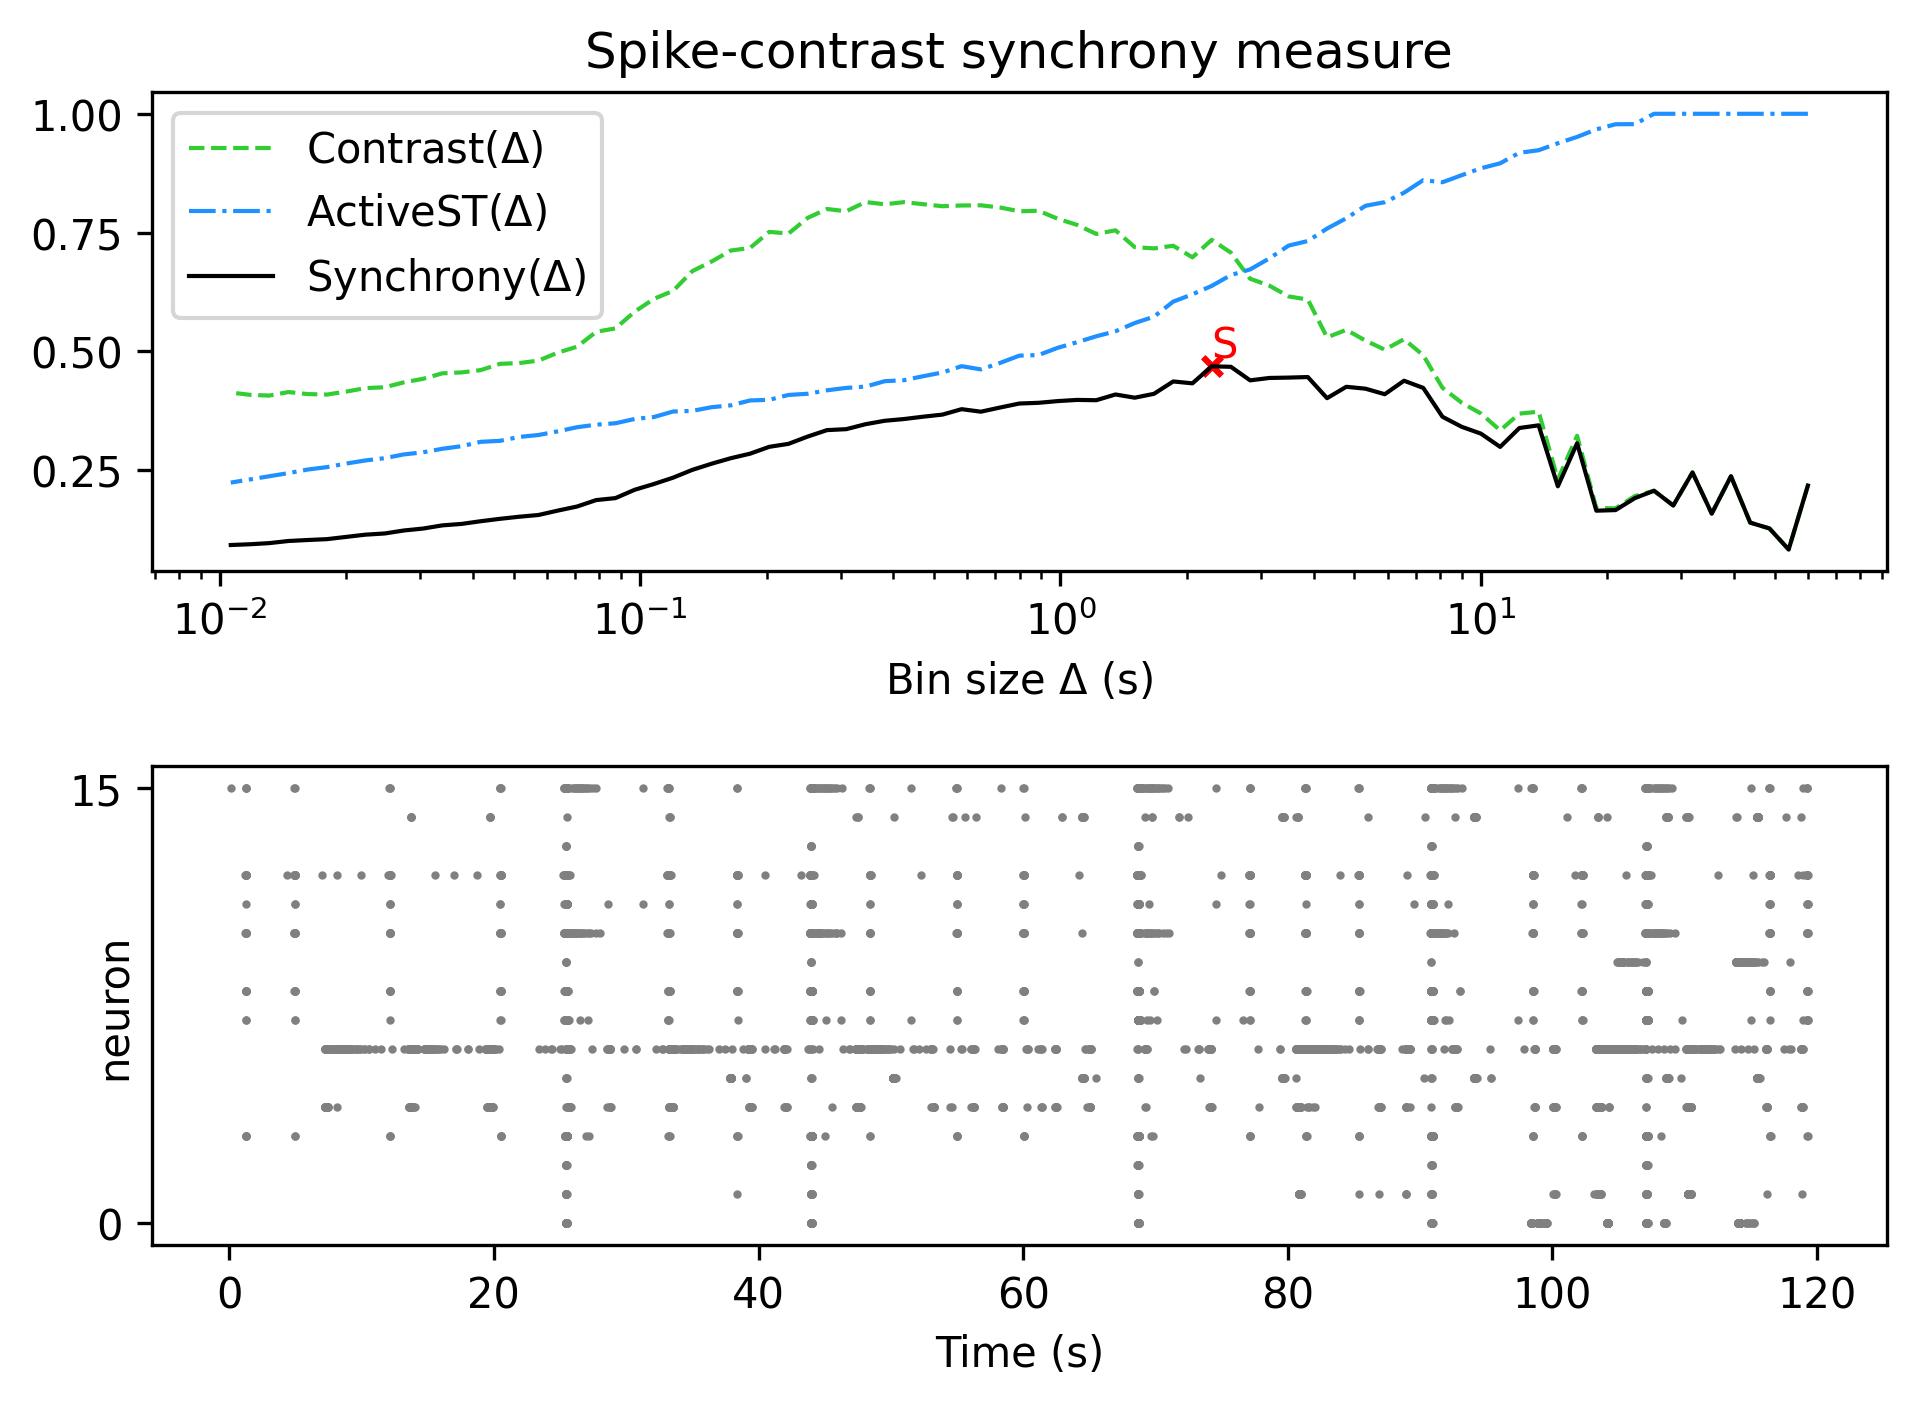 Spike-contrast synchrony measure
1.00
0.75
0.50
0.25
Contrast(Δ)
ActiveST(Δ)
Synchrony(Δ)
S
10⁻² 10⁻¹ 10⁰ 10¹
Bin size Δ (s)
15
0
neuron
0 20 40 60 80 100 120
Time (s)